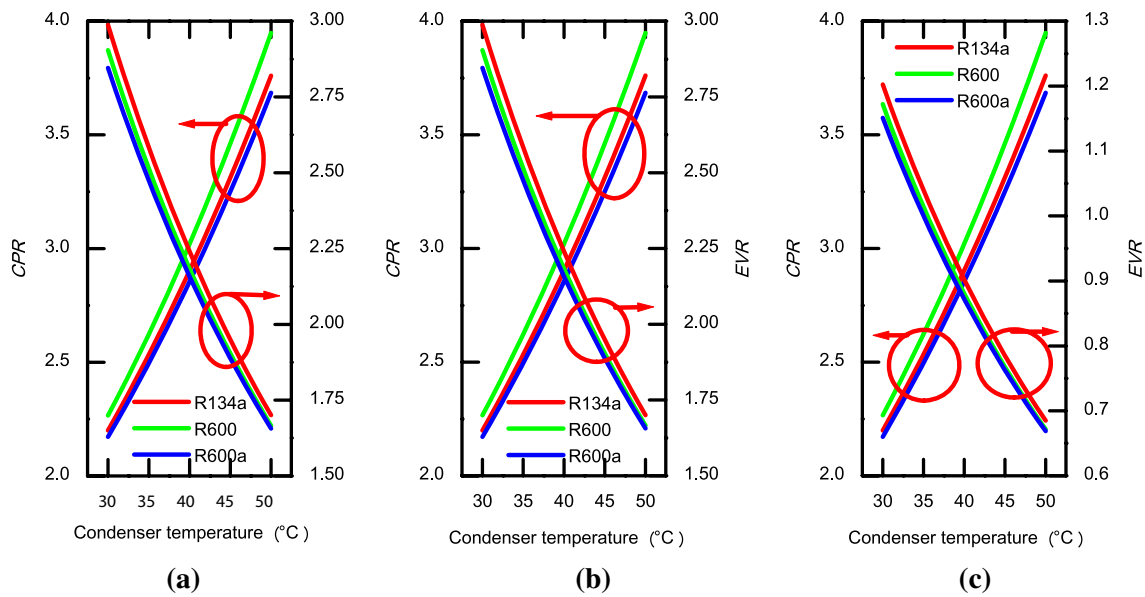 4.0
3.5
3.0
2.5
2.0
CPR
3.00
2.75
2.50
2.25
2.00
1.75
1.50
R134a
R600
R600a
30 35 40 45 50
Condenser temperature (°C)
(a)
4.0
3.5
3.0
2.5
2.0
CPR
3.00
2.75
2.50
2.25
2.00
1.75
1.50
EVR
R134a
R600
R600a
30 35 40 45 50
Condenser temperature (°C)
(b)
4.0
3.5
3.0
2.5
2.0
CPR
1.3
1.2
1.1
1.0
0.9
0.8
0.7
0.6
EVR
R134a
R600
R600a
30 35 40 45 50
Condenser temperature (°C)
(c)